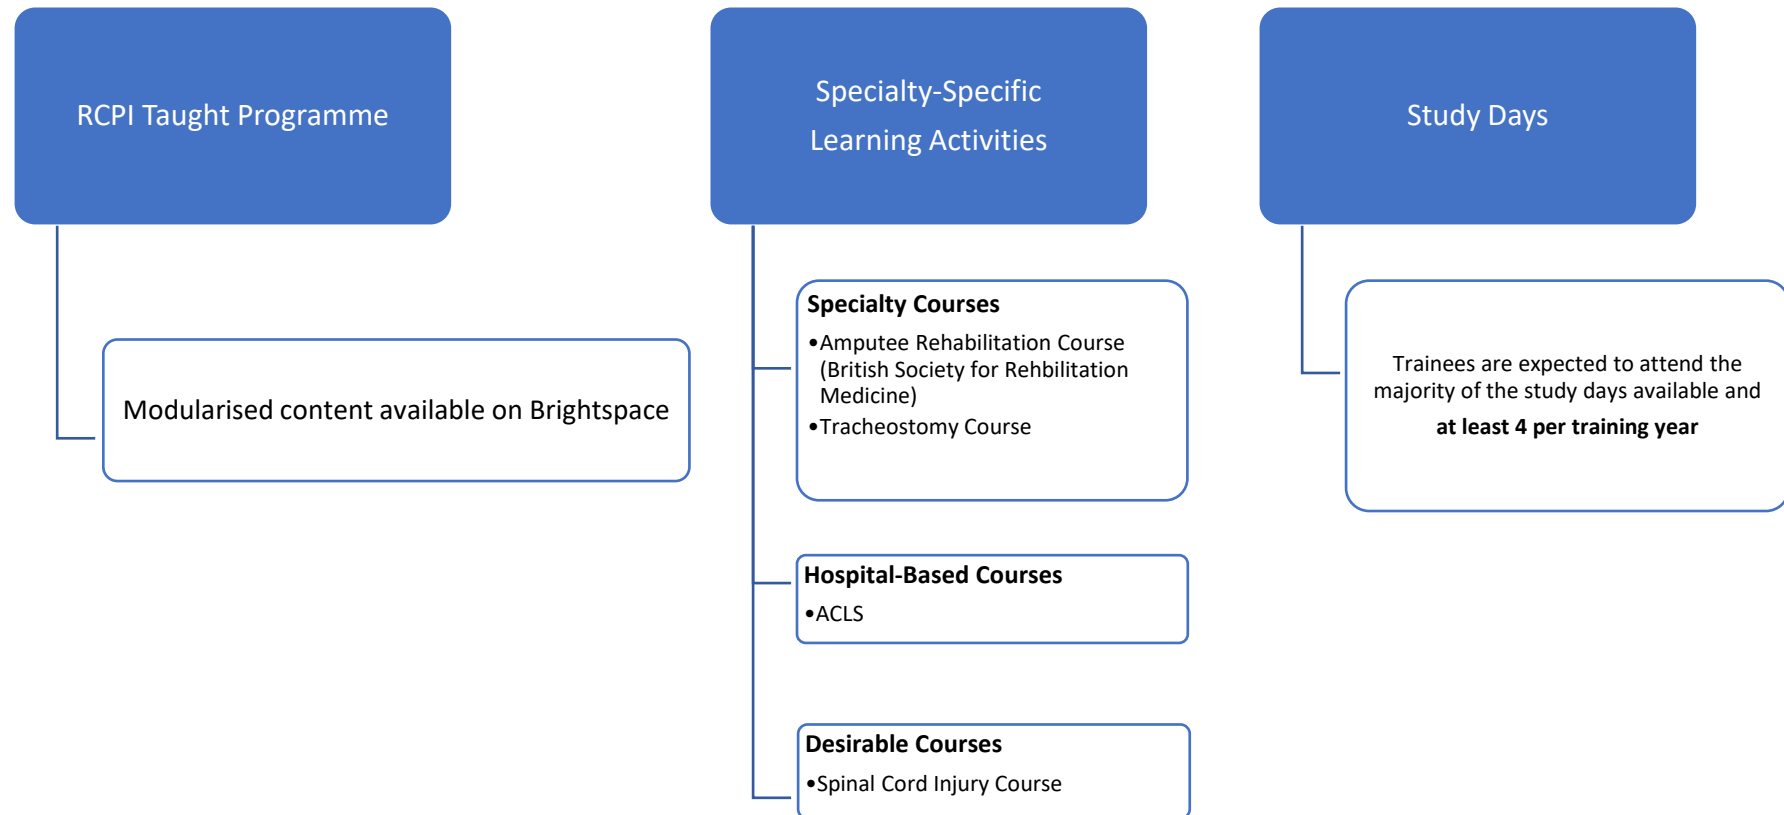 RCPI Taught Programme
Modularised content available on Brightspace
Specialty-Specific
Learning Activities
Specialty Courses
•Amputee Rehabilitation Course
(British Society for Rehbilitation
Medicine)
•Tracheostomy Course
Hospital-Based Courses
•ACLS
Desirable Courses
•Spinal Cord Injury Course
Study Days
Trainees are expected to attend the
majority of the study days available and
at least 4 per training year